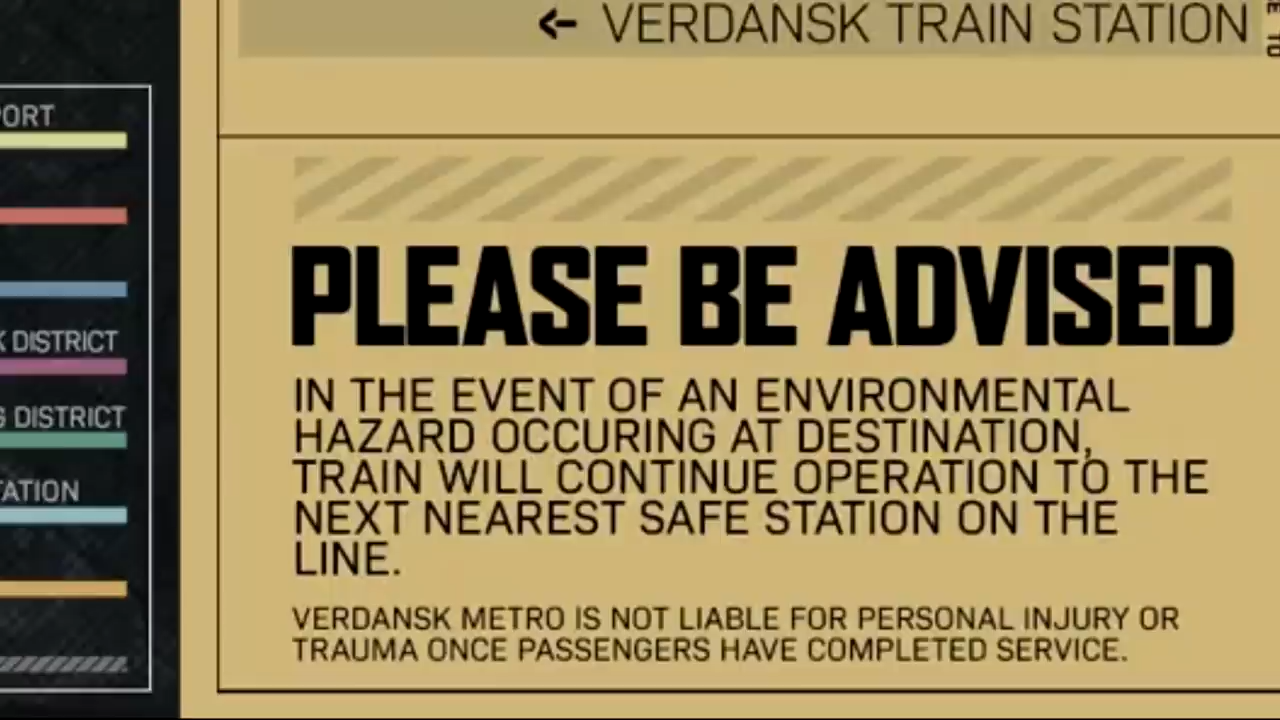 ← VERDANSK TRAIN STATION
PORT
K DISTRICT
G DISTRICT
TATION
PLEASE BE ADVISED
IN THE EVENT OF AN ENVIRONMENTAL
HAZARD OCCURING AT DESTINATION,
TRAIN WILL CONTINUE OPERATION TO THE
NEXT NEAREST SAFE STATION ON THE
LINE.
VERDANSK METRO IS NOT LIABLE FOR PERSONAL INJURY OR
TRAUMA ONCE PASSENGERS HAVE COMPLETED SERVICE.